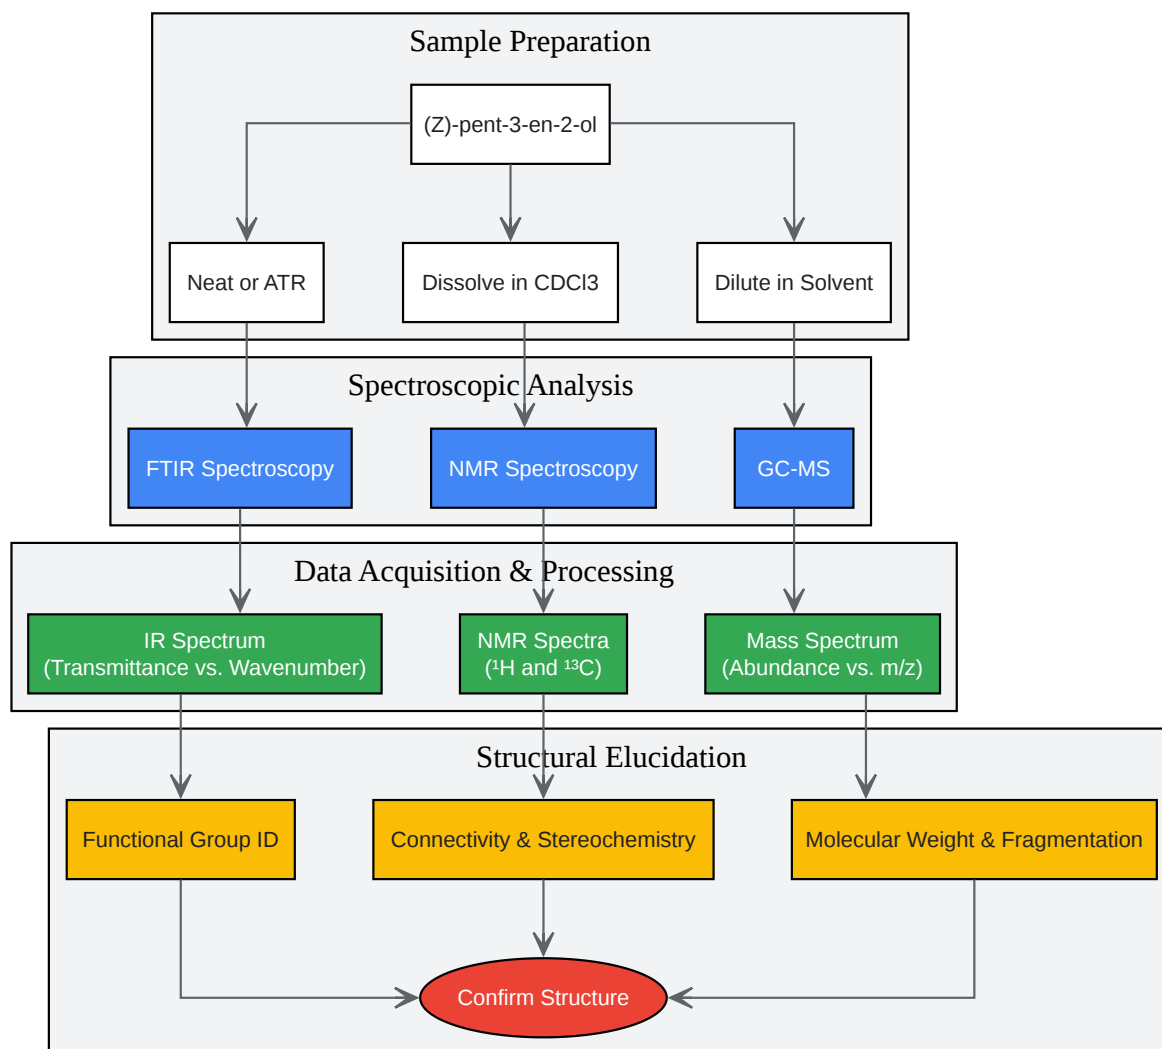 Sample Preparation
(Z)-pent-3-en-2-ol
Neat or ATR
Dissolve in CDCl3
Dilute in Solvent
Spectroscopic Analysis
FTIR Spectroscopy
NMR Spectroscopy
GC-MS
Data Acquisition & Processing
IR Spectrum
(Transmittance vs. Wavenumber)
NMR Spectra
(¹H and ¹³C)
Mass Spectrum
(Abundance vs. m/z)
Structural Elucidation
Functional Group ID
Connectivity & Stereochemistry
Molecular Weight & Fragmentation
Confirm Structure